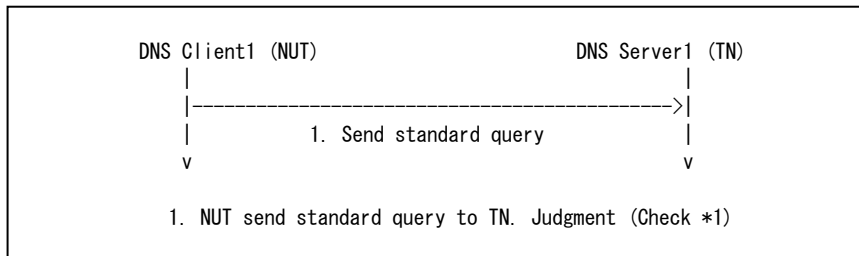 DNS Client1 (NUT) DNS Server1 (TN)
| |
|--------------------------------------------->|
| 1. Send standard query |
v v
1. NUT send standard query to TN. Judgment (Check *1)